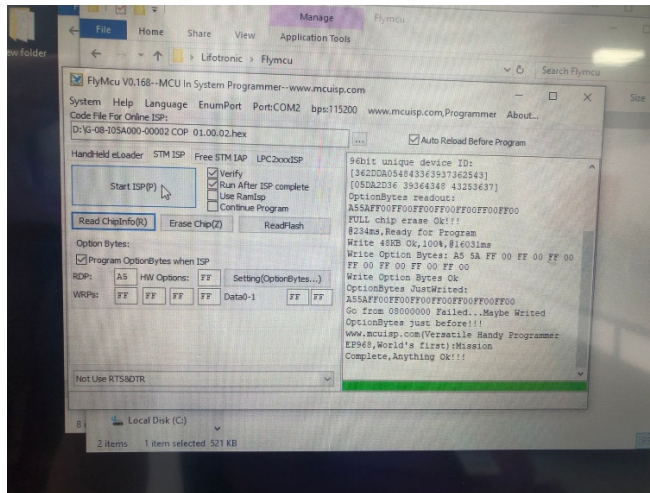 Manage
Flymcu
File Home Share View Application Tools
ew folder
Lifotronic > Flymcu
Search Flymcu
Size
FlyMcu V0.168--MCU In System Programmer--www.mcuisp.com
System Help Language EnumPort Port:COM2 bps:115200 www.mcuisp.com,Programmer About...
Code File For Online ISP:
D:\G-08-105A000-00002 COP 01.00.02.hex
...
Auto Reload Before Program
HandHeld eLoader STM ISP Free STM IAP LPC2xxxISP
Start ISP(P)
Verify
Run After ISP complete
Use RamIsp
Continue Program
Read ChipInfo(R) Erase Chip(Z) ReadFlash
Option Bytes:
Program OptionBytes when ISP
RDP: A5 HW Options: FF Setting(OptionBytes...)
WRPs: FF FF FF FF Data0-1 FF FF
Not Use RTS&DTR
96bit unique device ID:
[362DDA054843363937362543]
[05DA2D36 39364348 43253637]
OptionBytes readout:
A55AFF00FF00FF00FF00FF00FF00FF00
FULL chip erase Ok!!!
@234ms,Ready for Program
Write 48KB Ok,100%,@16031ms
Write Option Bytes: A5 5A FF 00 FF 00 FF 00
FF 00 FF 00 FF 00 FF 00
Write Option Bytes Ok
OptionBytes JustWrited:
A55AFF00FF00FF00FF00FF00FF00FF00
Go from 08000000 Failed...Maybe Writed
OptionBytes just before!!!
www.mcuisp.com(Versatile Handy Programmer
EP968,World's first):Mission
Complete,Anything Ok!!!
Local Disk (C:)
2 items 1 item selected 521 KB